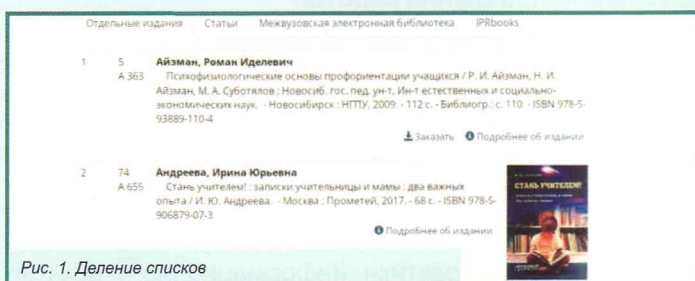 Отдельные издания Статьи Межвузовская электронная библиотека IPRbooks
1 5 Айзман, Роман Иделевич
А 363 Психофизиологические основы профориентации учащихся / Р. И. Айзман, Н. И.
Айзман, М. А. Суботялов ; Новосиб. гос. пед. ун-т, Ин-т естественных и социально-
экономических наук. - Новосибирск : НГПУ, 2009. - 112 с. - Библиогр.: с. 110. - ISBN 978-5-
93889-110-4
Заказать Подробнее об издании
2 74 Андреева, Ирина Юрьевна
А 655 Стань учителем! : записки учительницы и мамы : два важных
опыта / И. Ю. Андреева. - Москва : Прометей, 2017. - 68 с. - ISBN 978-5-
906879-07-3
Подробнее об издании
СТАНЬ УЧИТЕЛЕМ!
Рис. 1. Деление списков